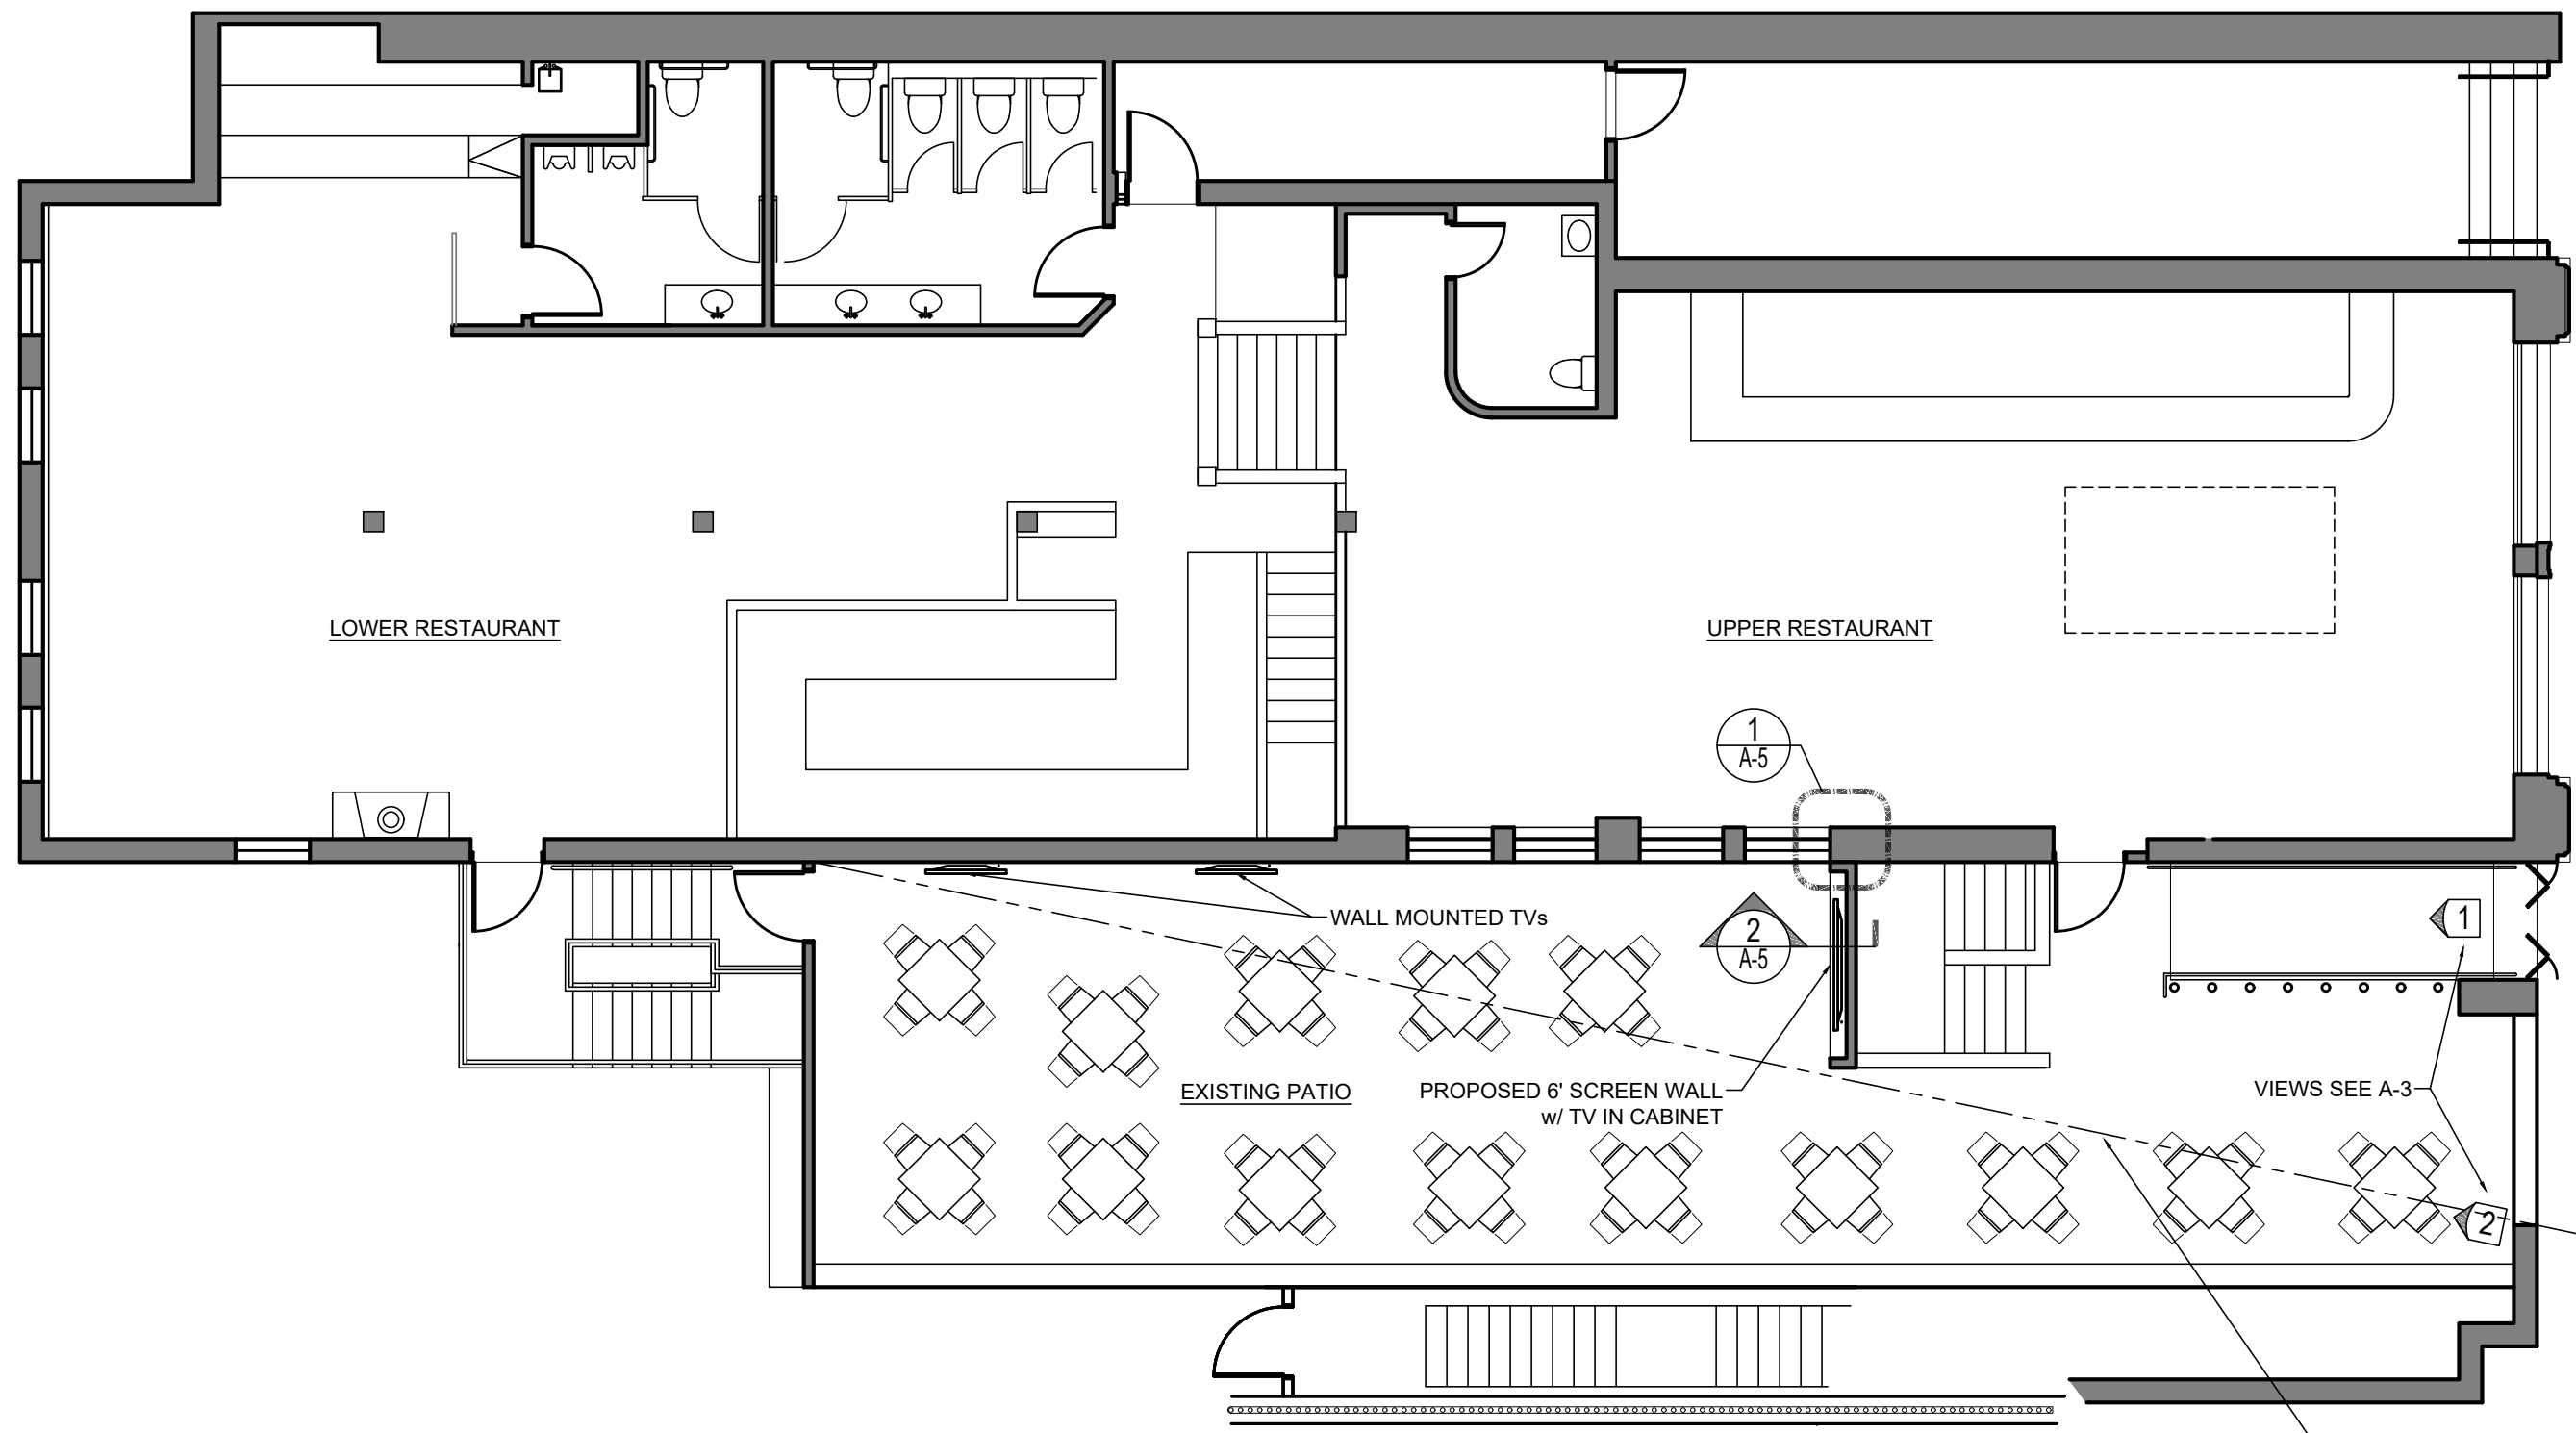 LOWER RESTAURANT
UPPER RESTAURANT
1
A-5
WALL MOUNTED TVs
2
A-5
1
EXISTING PATIO
PROPOSED 6' SCREEN WALL
w/ TV IN CABINET
VIEWS SEE A-3
2